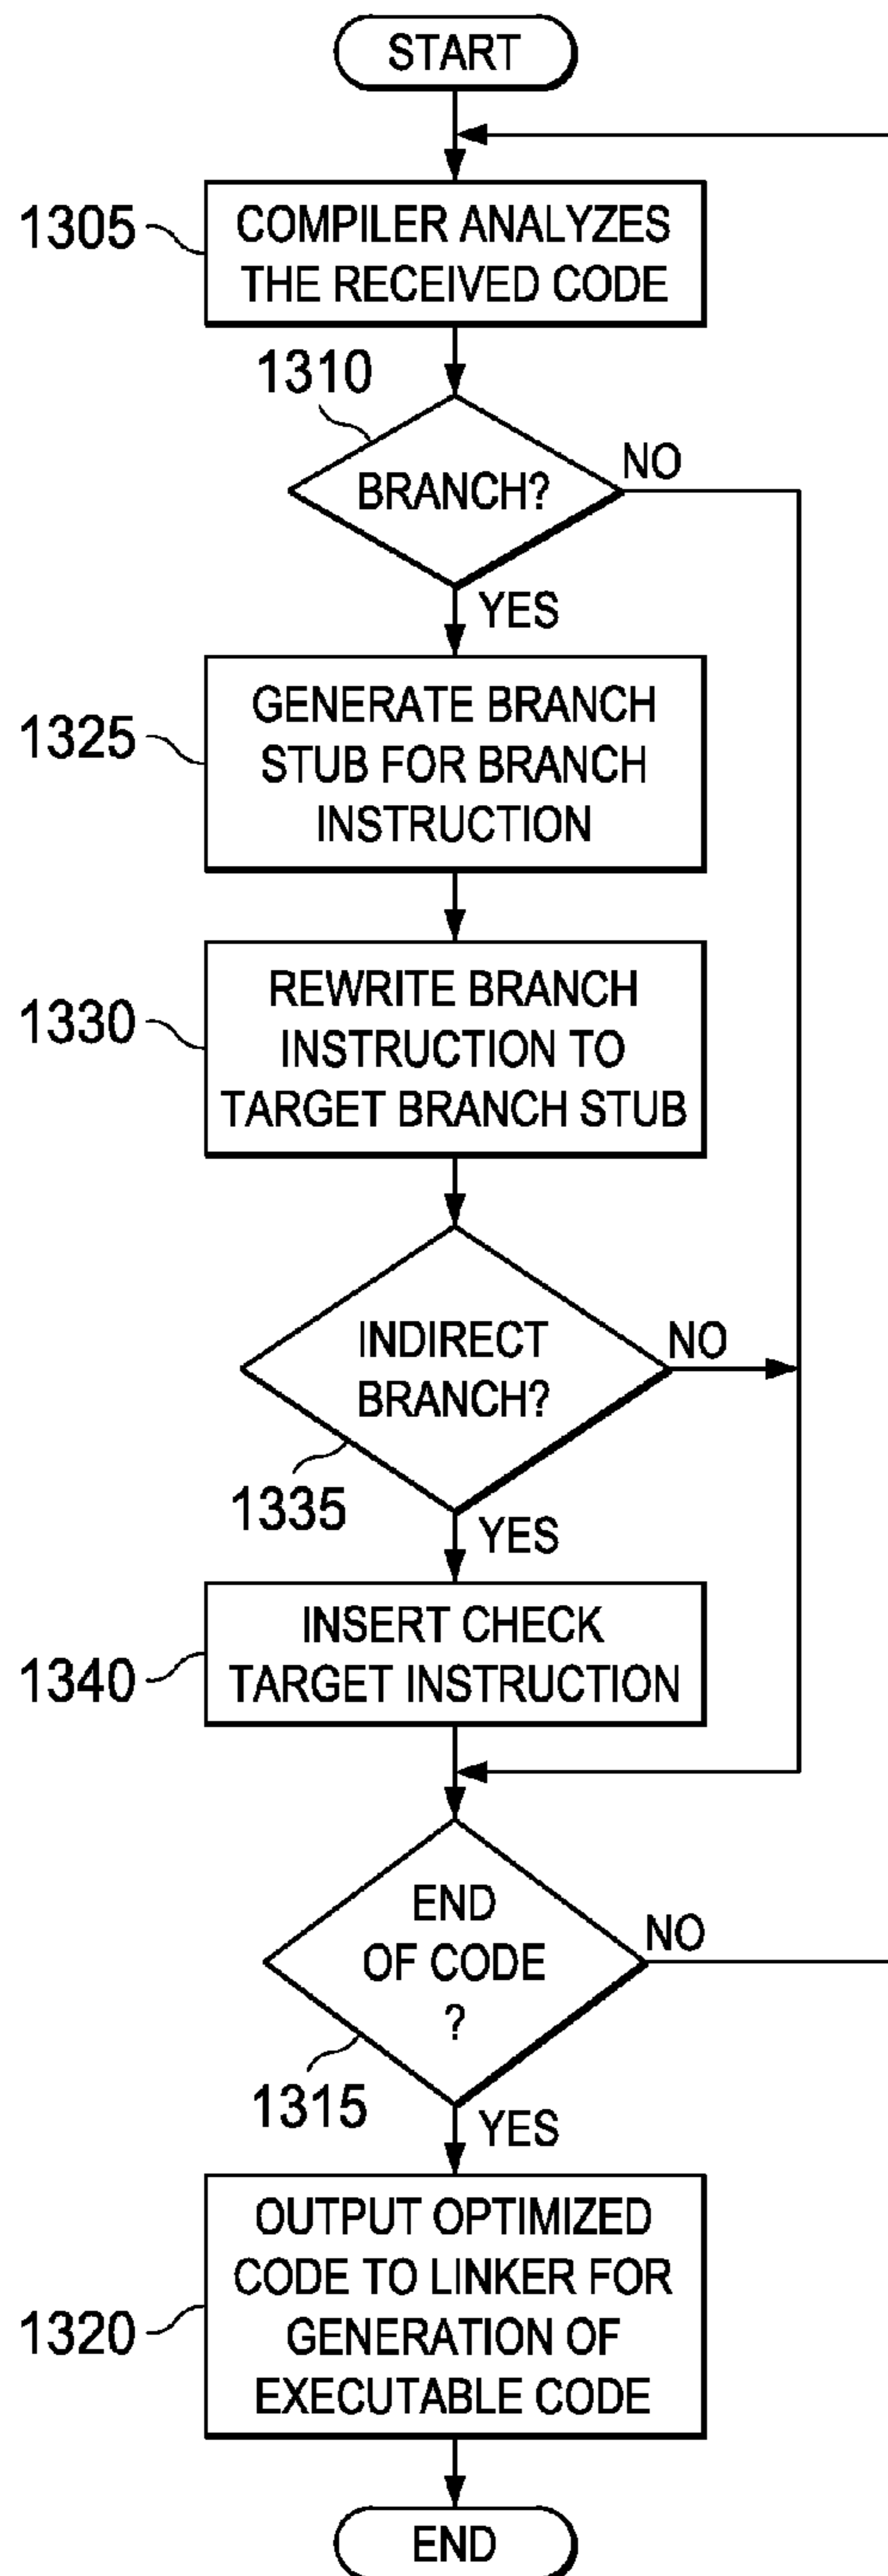 START
1305
COMPILER ANALYZES
THE RECEIVED CODE
1310
BRANCH?
NO
YES
1325
GENERATE BRANCH
STUB FOR BRANCH
INSTRUCTION
1330
REWRITE BRANCH
INSTRUCTION TO
TARGET BRANCH STUB
INDIRECT
BRANCH?
NO
1335
YES
1340
INSERT CHECK
TARGET INSTRUCTION
END
OF CODE
?
NO
1315
YES
1320
OUTPUT OPTIMIZED
CODE TO LINKER FOR
GENERATION OF
EXECUTABLE CODE
END